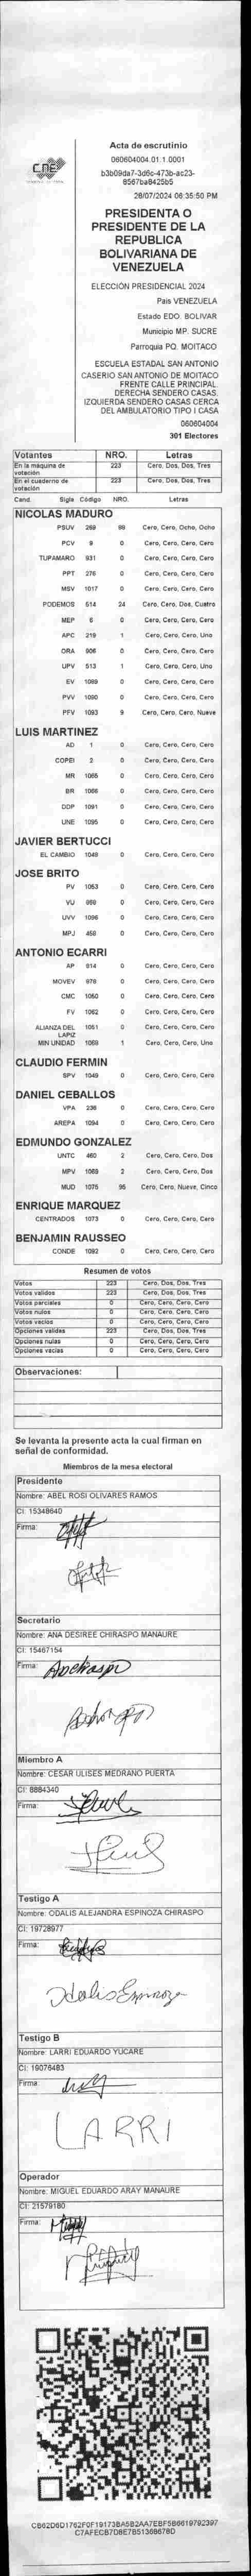 CNE
Acta de escrutinio
060604004.01.1.0001
b3b09da7-3d6c-473b-ac23-
8567ba8425b5
28/07/2024 06:35:50 PM
PRESIDENTA O
PRESIDENTE DE LA
REPUBLICA
BOLIVARIANA DE
VENEZUELA
ELECCIÓN PRESIDENCIAL 2024
Pais VENEZUELA
Estado EDO. BOLIVAR
Municipio MP. SUCRE
Parroquia PQ. MOITACO
ESCUELA ESTADAL SAN ANTONIO
CASERIO SAN ANTONIO DE MOITACO
FRENTE CALLE PRINCIPAL.
DERECHA SENDERO CASAS.
IZQUIERDA SENDERO CASAS CERCA
DEL AMBULATORIO TIPO I CASA
060604004
301 Electores
Votantes NRO. Letras
En la máquina de votación 223 Cero, Dos, Dos, Tres
En el cuaderno de votación 223 Cero, Dos, Dos, Tres
Cand. Sigla Código NRO. Letras
NICOLAS MADURO
PSUV 269 88 Cero, Cero, Ocho, Ocho
PCV 9 0 Cero, Cero, Cero, Cero
TUPAMARO 931 0 Cero, Cero, Cero, Cero
PPT 276 0 Cero, Cero, Cero, Cero
MSV 1017 0 Cero, Cero, Cero, Cero
PODEMOS 514 24 Cero, Cero, Dos, Cuatro
MEP 6 0 Cero, Cero, Cero, Cero
APC 219 1 Cero, Cero, Cero, Uno
ORA 906 0 Cero, Cero, Cero, Cero
UPV 513 1 Cero, Cero, Cero, Uno
EV 1089 0 Cero, Cero, Cero, Cero
PVV 1090 0 Cero, Cero, Cero, Cero
PFV 1093 9 Cero, Cero, Cero, Nueve
LUIS MARTINEZ
AD 1 0 Cero, Cero, Cero, Cero
COPEI 2 0 Cero, Cero, Cero, Cero
MR 1065 0 Cero, Cero, Cero, Cero
BR 1066 0 Cero, Cero, Cero, Cero
DDP 1091 0 Cero, Cero, Cero, Cero
UNE 1095 0 Cero, Cero, Cero, Cero
JAVIER BERTUCCI
EL CAMBIO 1048 0 Cero, Cero, Cero, Cero
JOSE BRITO
PV 1053 0 Cero, Cero, Cero, Cero
VU 0 Cero, Cero, Cero, Cero
UVV 1096 0 Cero, Cero, Cero, Cero
MPJ 458 0 Cero, Cero, Cero, Cero
ANTONIO ECARRI
AP 814 0 Cero, Cero, Cero, Cero
MOVEV 978 0 Cero, Cero, Cero, Cero
CMC 1050 0 Cero, Cero, Cero, Cero
FV 1062 0 Cero, Cero, Cero, Cero
ALIANZA DEL LAPIZ 1051 0 Cero, Cero, Cero, Cero
MIN UNIDAD 1068 1 Cero, Cero, Cero, Uno
CLAUDIO FERMIN
SPV 1049 0 Cero, Cero, Cero, Cero
DANIEL CEBALLOS
VPA 238 0 Cero, Cero, Cero, Cero
AREPA 1094 0 Cero, Cero, Cero, Cero
EDMUNDO GONZALEZ
UNTC 460 2 Cero, Cero, Cero, Dos
MPV 1069 2 Cero, Cero, Cero, Dos
MUD 1075 95 Cero, Cero, Nueve, Cinco
ENRIQUE MARQUEZ
CENTRADOS 1073 0 Cero, Cero, Cero, Cero
BENJAMIN RAUSSEO
CONDE 1092 0 Cero, Cero, Cero, Cero
Resumen de votos
Votos 223 Cero, Dos, Dos, Tres
Votos validos 223 Cero, Dos, Dos, Tres
Votos parciales 0 Cero, Cero, Cero, Cero
Votos nulos 0 Cero, Cero, Cero, Cero
Votos vacios 0 Cero, Cero, Cero, Cero
Opciones validas 223 Cero, Dos, Dos, Tres
Opciones nulas 0 Cero, Cero, Cero, Cero
Opciones vacias 0 Cero, Cero, Cero, Cero
Observaciones:
Se levanta la presente acta la cual firman en
señal de conformidad.
Miembros de la mesa electoral
Presidente
Nombre: ABEL ROSI OLIVARES RAMOS
CI: 15348640
Firma:
Secretario
Nombre: ANA DESIREE CHIRASPO MANAURE
CI: 15467154
Firma:
Miembro A
Nombre: CESAR ULISES MEDRANO PUERTA
CI: 8884340
Firma:
Testigo A
Nombre: ODALIS ALEJANDRA ESPINOZA CHIRASPO
CI: 19728977
Firma:
Odalis Espinoza
Testigo B
Nombre: LARRI EDUARDO YUCARE
CI: 19076483
Firma:
LARRI
Operador
Nombre: MIGUEL EDUARDO ARAY MANAURE
CI: 21579180
Firma:
CB62D6D1762F0F19173BA5B2AA7EBF5B6619792397
C7AFECB7D8E7B51368678D